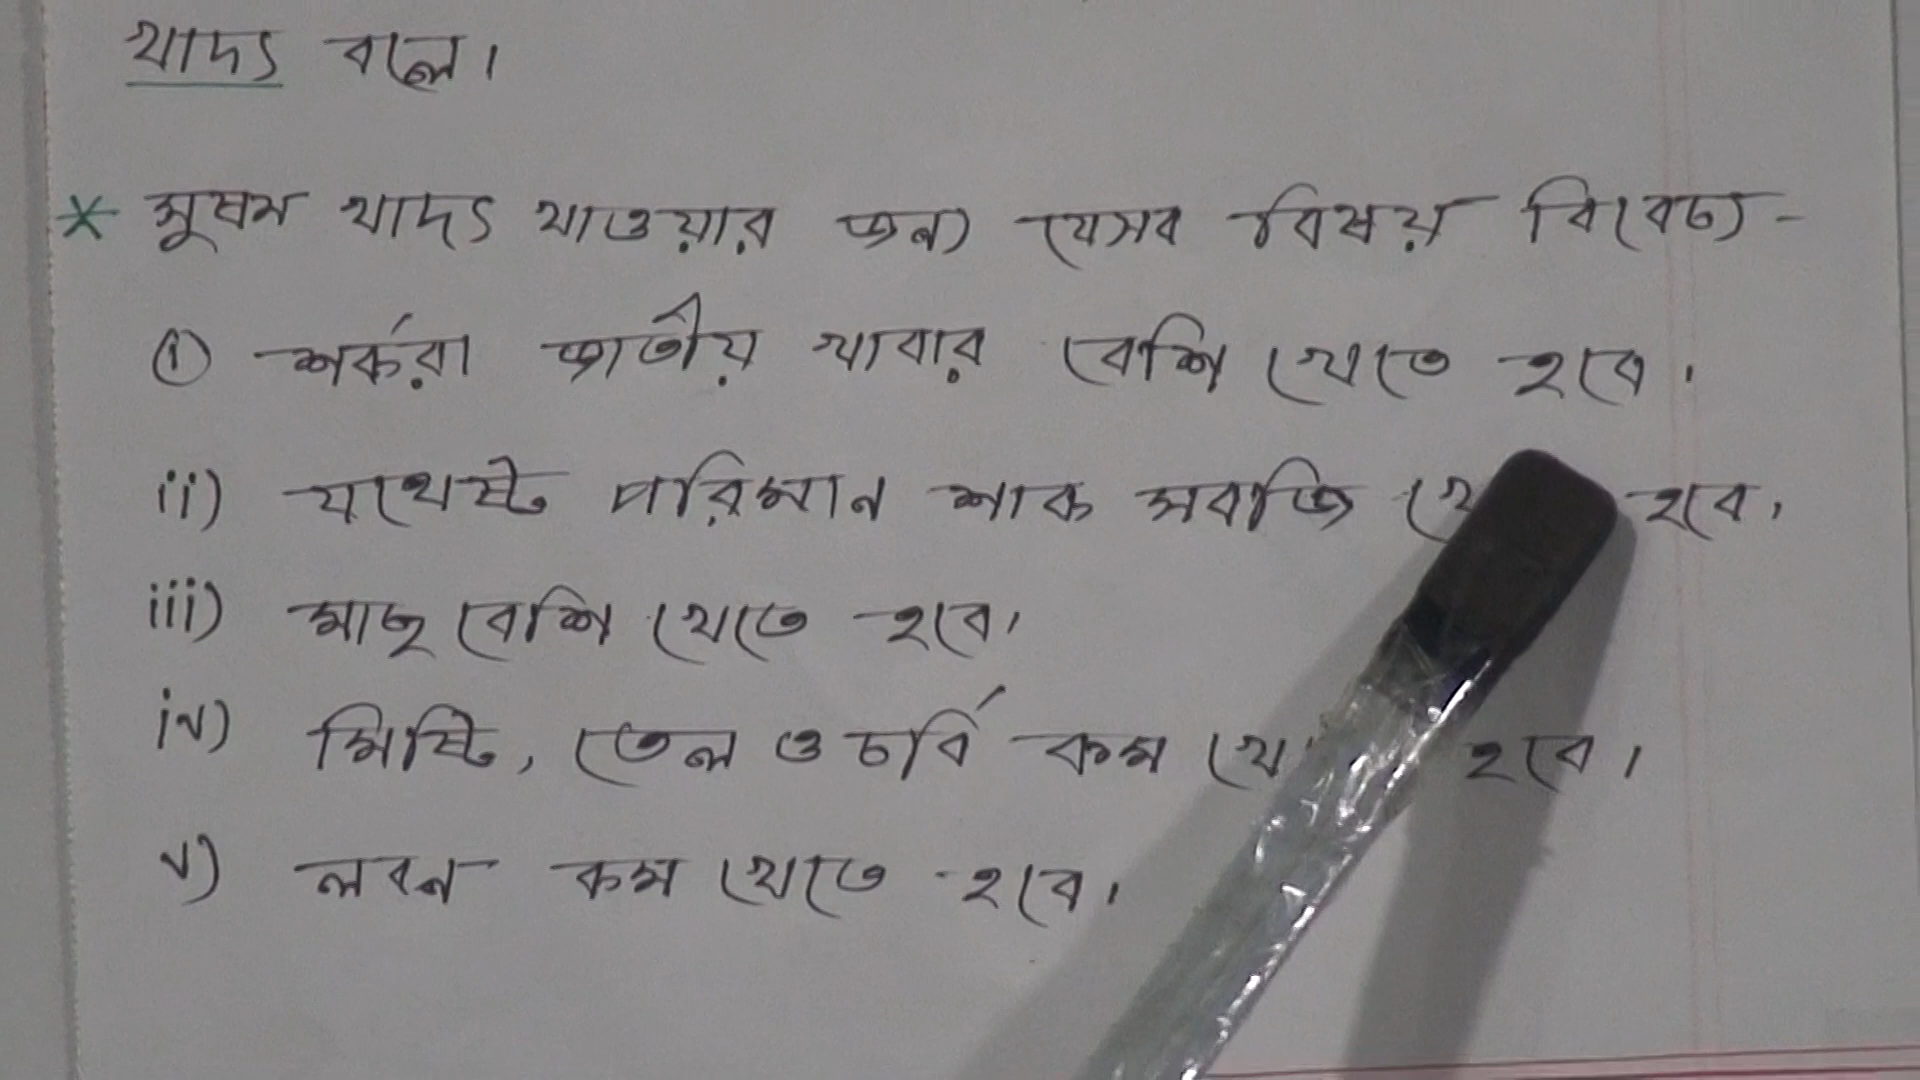 খাদ্য বলে।
* সুষম খাদ্য খাওয়ার জন্য যেসব বিষয় বিবেচ্য -
① শর্করা জাতীয় খাবার বেশি খেতে হবে।
ii) যথেষ্ট পরিমান শাক সবজি হবে।
iii) মাছ বেশি খেতে হবে।
iv) মিষ্টি, তেল ও চর্বি কম হবে।
v) লবন কম খেতে হবে।